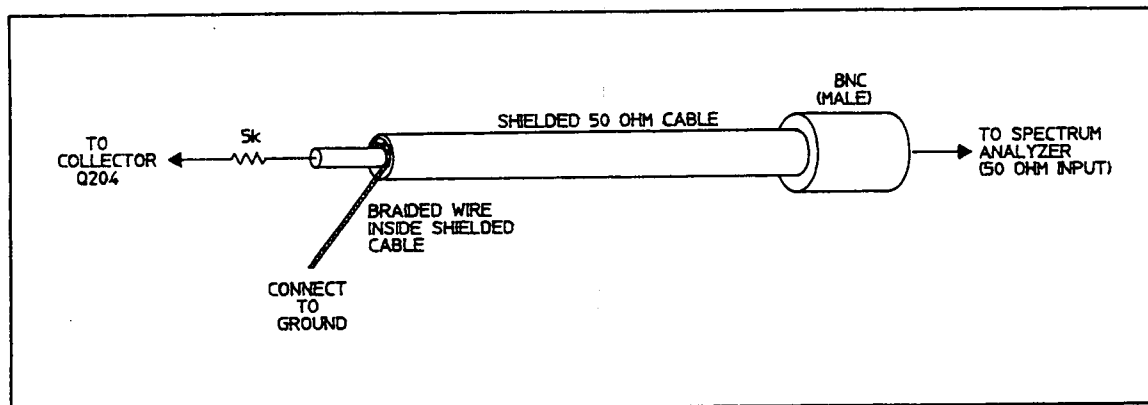 TO
COLLECTOR
Q204
5k
SHIELDED 50 OHM CABLE
BNC
(MALE)
TO SPECTRUM
ANALYZER
(50 OHM INPUT)
BRAIDED WIRE
INSIDE SHIELDED
CABLE
CONNECT
TO
GROUND